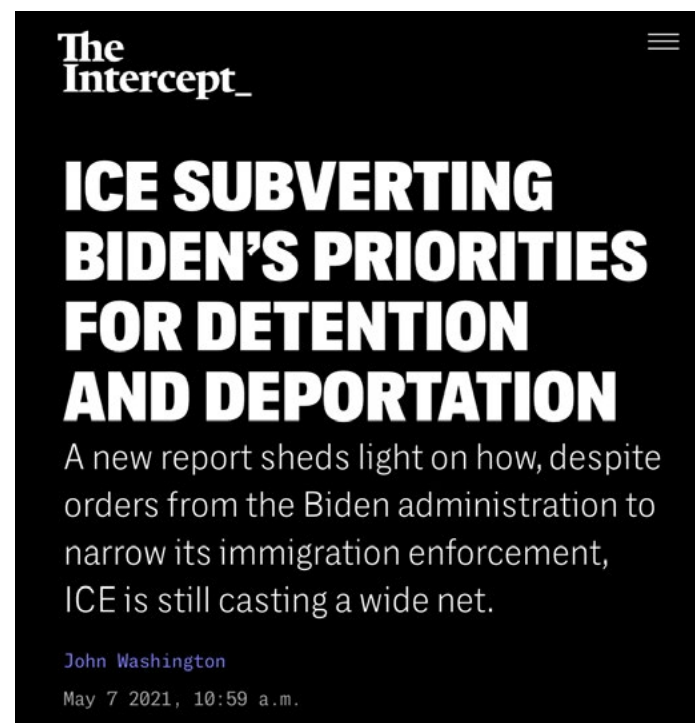 The
Intercept_
ICE SUBVERTING
BIDEN’S PRIORITIES
FOR DETENTION
AND DEPORTATION
A new report sheds light on how, despite
orders from the Biden administration to
narrow its immigration enforcement,
ICE is still casting a wide net.
John Washington
May 7 2021, 10:59 a.m.